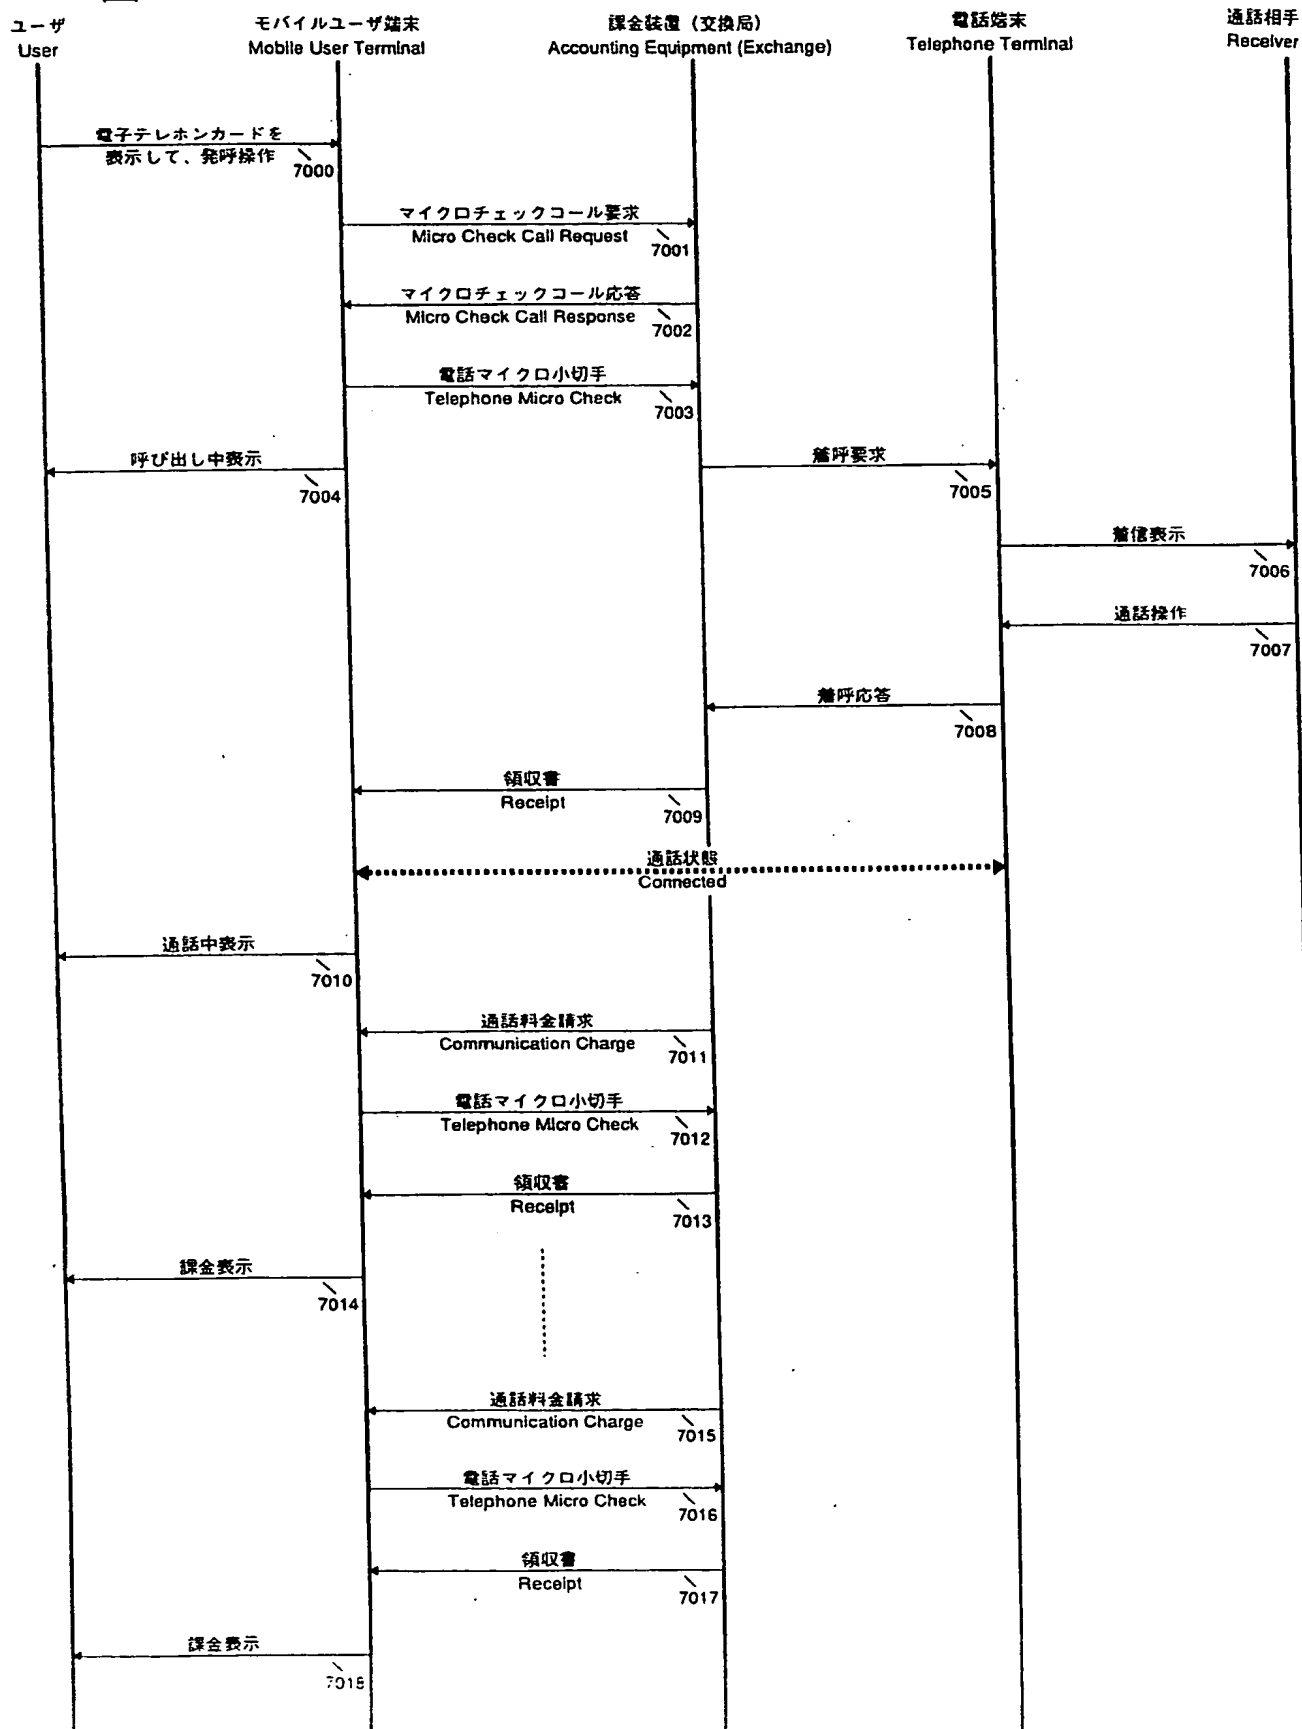 ユーザ
User
モバイルユーザ端末
Mobile User Terminal
課金装置（交換局）
Accounting Equipment (Exchange)
電話端末
Telephone Terminal
通話相手
Receiver
電子テレホンカードを
表示して、発呼操作
7000
マイクロチェックコール要求
Micro Check Call Request
7001
マイクロチェックコール応答
Micro Check Call Response
7002
電話マイクロ小切手
Telephone Micro Check
7003
呼び出し中表示
7004
着呼要求
7005
着信表示
7006
通話操作
7007
着呼応答
7008
領収書
Receipt
7009
通話状態
Connected
通話中表示
7010
通話料金請求
Communication Charge
7011
電話マイクロ小切手
Telephone Micro Check
7012
領収書
Receipt
7013
課金表示
7014
通話料金請求
Communication Charge
7015
電話マイクロ小切手
Telephone Micro Check
7016
領収書
Receipt
7017
課金表示
7018